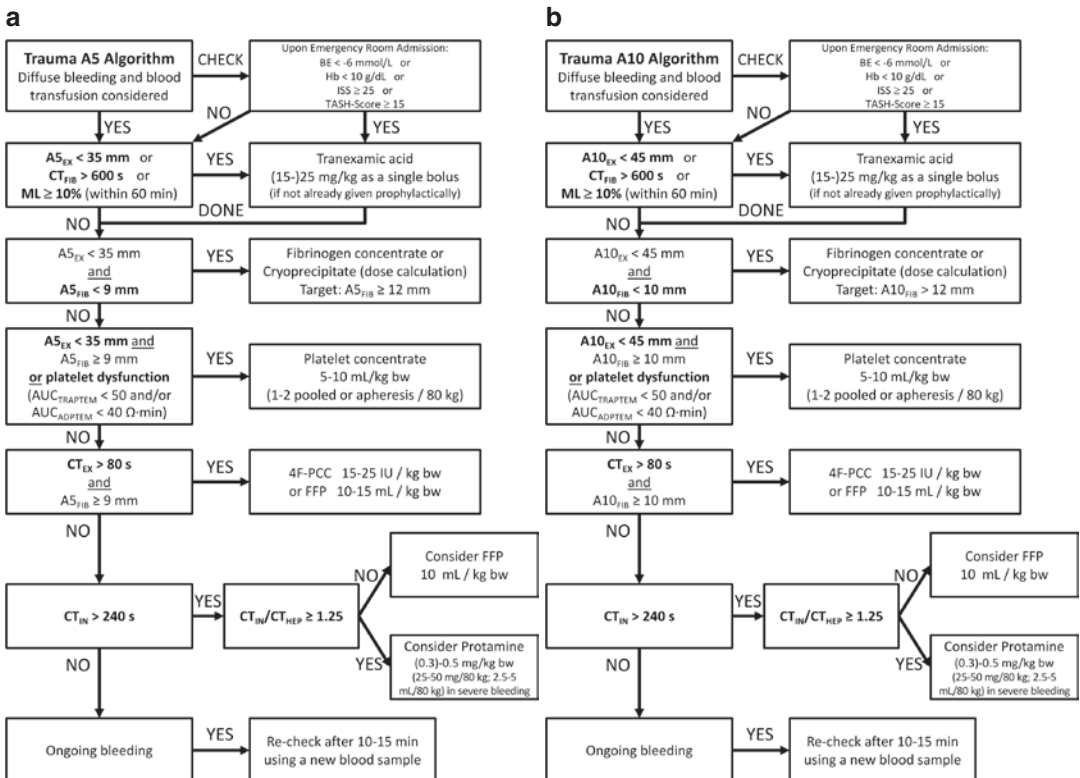 a
Trauma A5 Algorithm
Diffuse bleeding and blood
transfusion considered
CHECK
Upon Emergency Room Admission:
BE < -6 mmol/L or
Hb < 10 g/dL or
ISS ≥ 25 or
TASH-Score ≥ 15
NO
YES
YES
A5EX < 35 mm or
CTFIB > 600 s or
ML ≥ 10% (within 60 min)
YES
Tranexamic acid
(15-)25 mg/kg as a single bolus
(if not already given prophylactically)
DONE
NO
A5EX < 35 mm
and
A5FIB < 9 mm
YES
Fibrinogen concentrate or
Cryoprecipitate (dose calculation)
Target: A5FIB ≥ 12 mm
NO
A5EX < 35 mm and
A5FIB ≥ 9 mm
or platelet dysfunction
(AUCTRAPTEM < 50 and/or
AUCADPTEM < 40 Ω·min)
YES
Platelet concentrate
5-10 mL/kg bw
(1-2 pooled or apheresis / 80 kg)
NO
CTEX > 80 s
and
A5FIB ≥ 9 mm
YES
4F-PCC 15-25 IU / kg bw
or FFP 10-15 mL / kg bw
NO
CTIN > 240 s
YES
CTIN/CTHEP ≥ 1.25
NO
Consider FFP
10 mL / kg bw
YES
Consider Protamine
(0.3)-0.5 mg/kg bw
(25-50 mg/80 kg; 2.5-5
mL/80 kg) in severe bleeding
NO
Ongoing bleeding
YES
Re-check after 10-15 min
using a new blood sample
b
Trauma A10 Algorithm
Diffuse bleeding and blood
transfusion considered
CHECK
Upon Emergency Room Admission:
BE < -6 mmol/L or
Hb < 10 g/dL or
ISS ≥ 25 or
TASH-Score ≥ 15
NO
YES
YES
A10EX < 45 mm or
CTFIB > 600 s or
ML ≥ 10% (within 60 min)
YES
Tranexamic acid
(15-)25 mg/kg as a single bolus
(if not already given prophylactically)
DONE
NO
A10EX < 45 mm
and
A10FIB < 10 mm
YES
Fibrinogen concentrate or
Cryoprecipitate (dose calculation)
Target: A10FIB > 12 mm
NO
A10EX < 45 mm and
A10FIB ≥ 10 mm
or platelet dysfunction
(AUCTRAPTEM < 50 and/or
AUCADPTEM < 40 Ω·min)
YES
Platelet concentrate
5-10 mL/kg bw
(1-2 pooled or apheresis / 80 kg)
NO
CTEX > 80 s
and
A10FIB ≥ 10 mm
YES
4F-PCC 15-25 IU / kg bw
or FFP 10-15 mL / kg bw
NO
CTIN > 240 s
YES
CTIN/CTHEP ≥ 1.25
NO
Consider FFP
10 mL / kg bw
YES
Consider Protamine
(0.3)-0.5 mg/kg bw
(25-50 mg/80 kg; 2.5-5
mL/80 kg) in severe bleeding
NO
Ongoing bleeding
YES
Re-check after 10-15 min
using a new blood sample